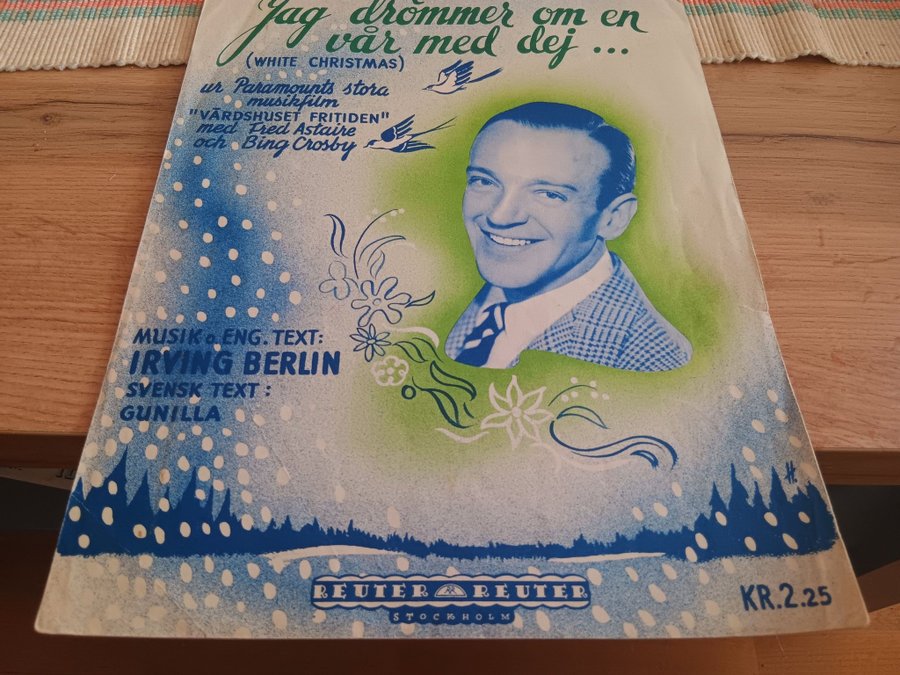 Jag drömmer om en
vår med dej ...
(WHITE CHRISTMAS)
ur Paramounts stora
musikfilm
"VÄRDSHUSET FRITIDEN"
med Fred Astaire
och Bing Crosby
MUSIK o ENG. TEXT:
IRVING BERLIN
SVENSK TEXT:
GUNILLA
REUTER REUTER
STOCKHOLM
KR.2.25